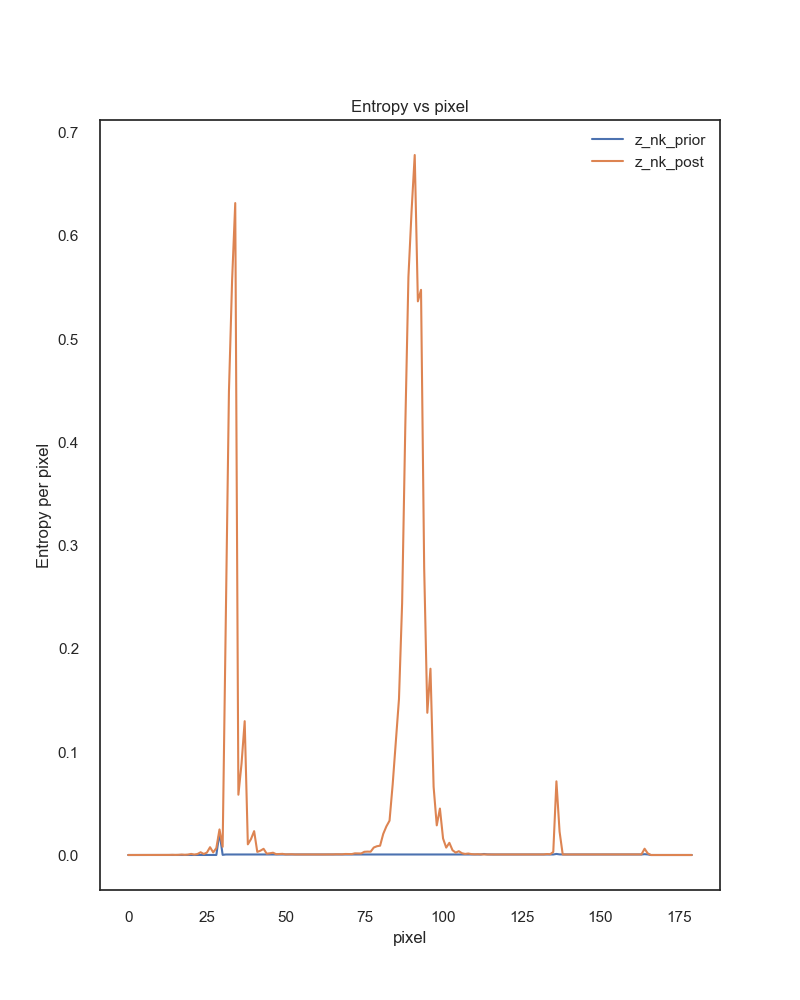 Entropy vs pixel
z_nk_prior
z_nk_post
Entropy per pixel
0.7
0.6
0.5
0.4
0.3
0.2
0.1
0.0
0 25 50 75 100 125 150 175
pixel